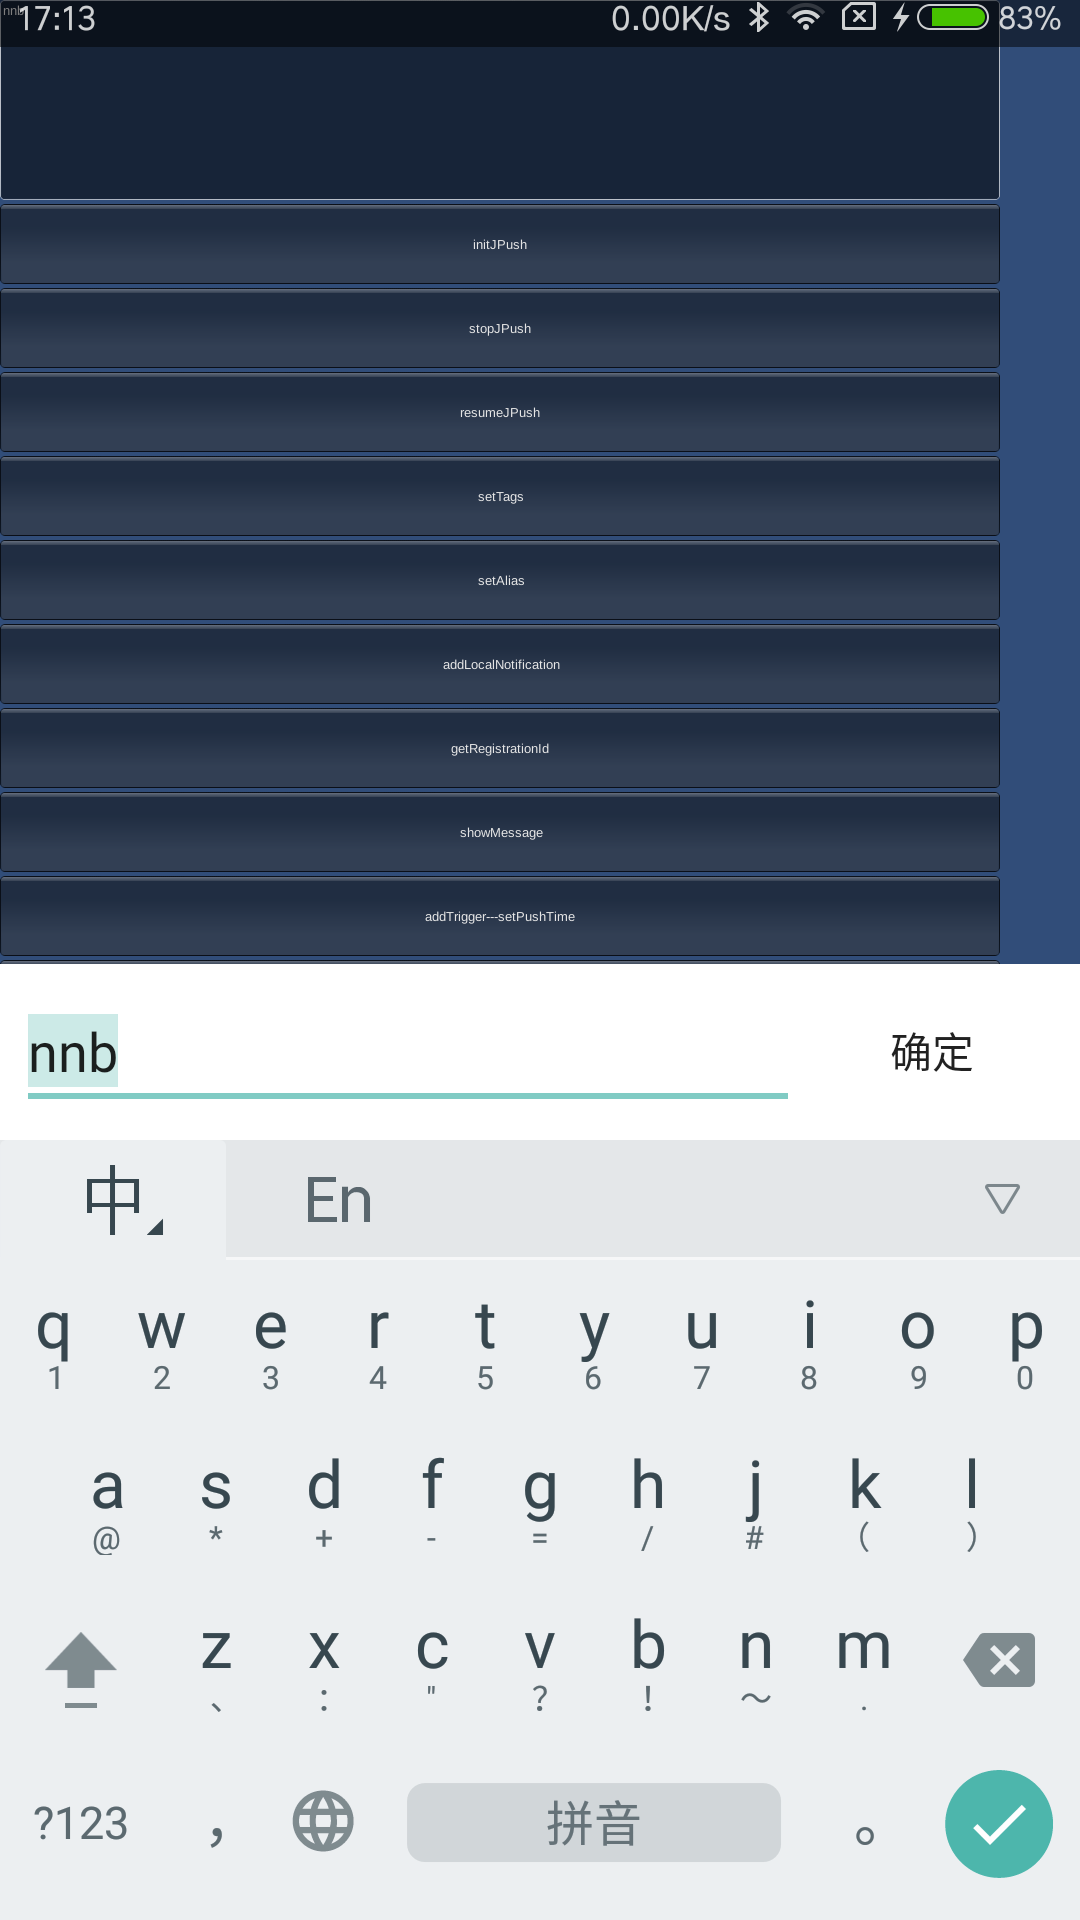 nnb
17:13 0.00K/s 83%
initJPush
stopJPush
resumeJPush
setTags
setAlias
addLocalNotification
getRegistrationId
showMessage
addTrigger---setPushTime
nnb 确定
中 En
q w e r t y u i o p
1 2 3 4 5 6 7 8 9 0
a s d f g h j k l
@ * + - = / # ( )
z x c v b n m
、 : " ? ! ～ .
?123 ， 拼音 。